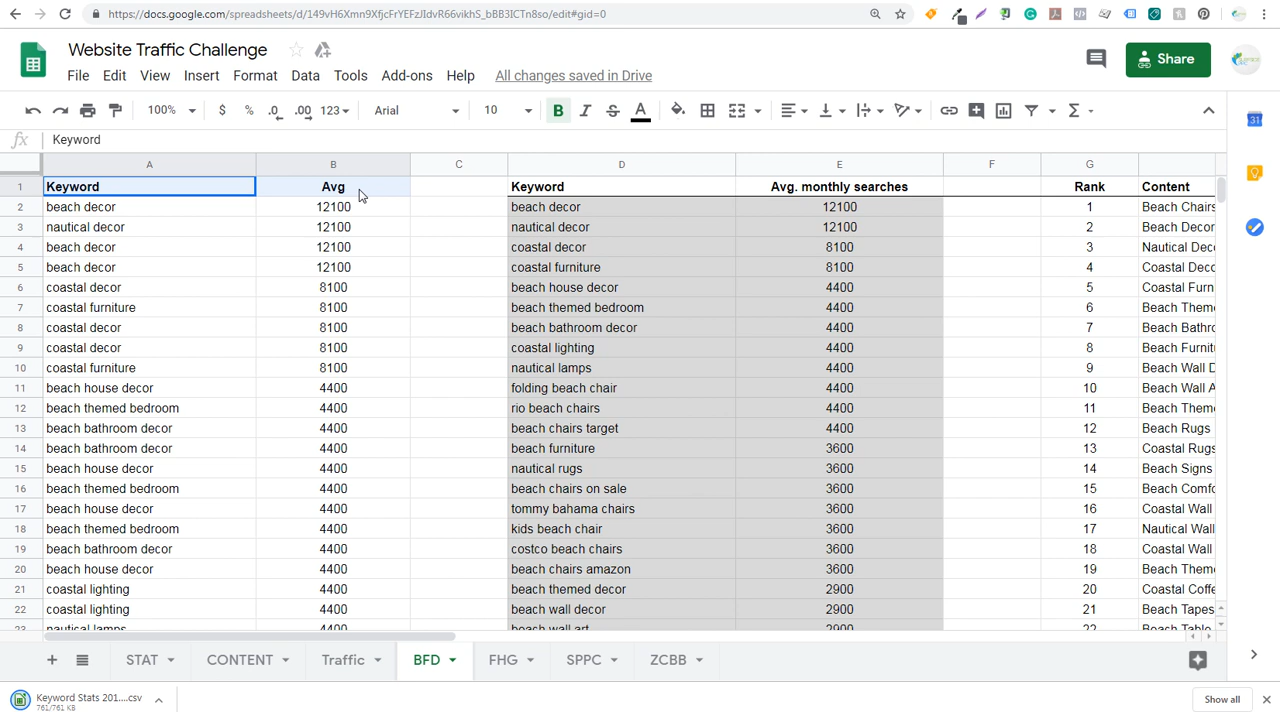 https://docs.google.com/spreadsheets/d/149vH6Xmn9XfjcFrYEFzJIdvR66vikhS_bBB3ICTn8so/edit#gid=0
Website Traffic Challenge
File Edit View Insert Format Data Tools Add-ons Help All changes saved in Drive
Share
100% $ % .0 .00 123 Arial 10 B I S A
fx Keyword
A B C D E F G
1 Keyword Avg Keyword Avg. monthly searches Rank Content
2 beach decor 12100 beach decor 12100 1 Beach Chairs
3 nautical decor 12100 nautical decor 12100 2 Beach Decor
4 beach decor 12100 coastal decor 8100 3 Nautical Deco
5 beach decor 12100 coastal furniture 8100 4 Coastal Deco
6 coastal decor 8100 beach house decor 4400 5 Coastal Furn
7 coastal furniture 8100 beach themed bedroom 4400 6 Beach Them
8 coastal decor 8100 beach bathroom decor 4400 7 Beach Bathro
9 coastal decor 8100 coastal lighting 4400 8 Beach Furnitu
10 coastal furniture 8100 nautical lamps 4400 9 Beach Wall D
11 beach house decor 4400 folding beach chair 4400 10 Beach Wall A
12 beach themed bedroom 4400 rio beach chairs 4400 11 Beach Them
13 beach bathroom decor 4400 beach chairs target 4400 12 Beach Rugs
14 beach bathroom decor 4400 beach furniture 3600 13 Coastal Rugs
15 beach house decor 4400 nautical rugs 3600 14 Beach Signs
16 beach themed bedroom 4400 beach chairs on sale 3600 15 Beach Comfo
17 beach house decor 4400 tommy bahama chairs 3600 16 Coastal Wall
18 beach themed bedroom 4400 kids beach chair 3600 17 Nautical Wall
19 beach bathroom decor 4400 costco beach chairs 3600 18 Coastal Wall
20 beach house decor 4400 beach chairs amazon 3600 19 Beach Them
21 coastal lighting 4400 beach themed decor 2900 20 Coastal Coffe
22 coastal lighting 4400 beach wall decor 2900 21 Beach Tapes
23 nautical lamps 4400 beach wall art 2900 22 Beach Table
STAT CONTENT Traffic BFD FHG SPPC ZCBB
Keyword Stats 201....csv
761/761 KB
Show all